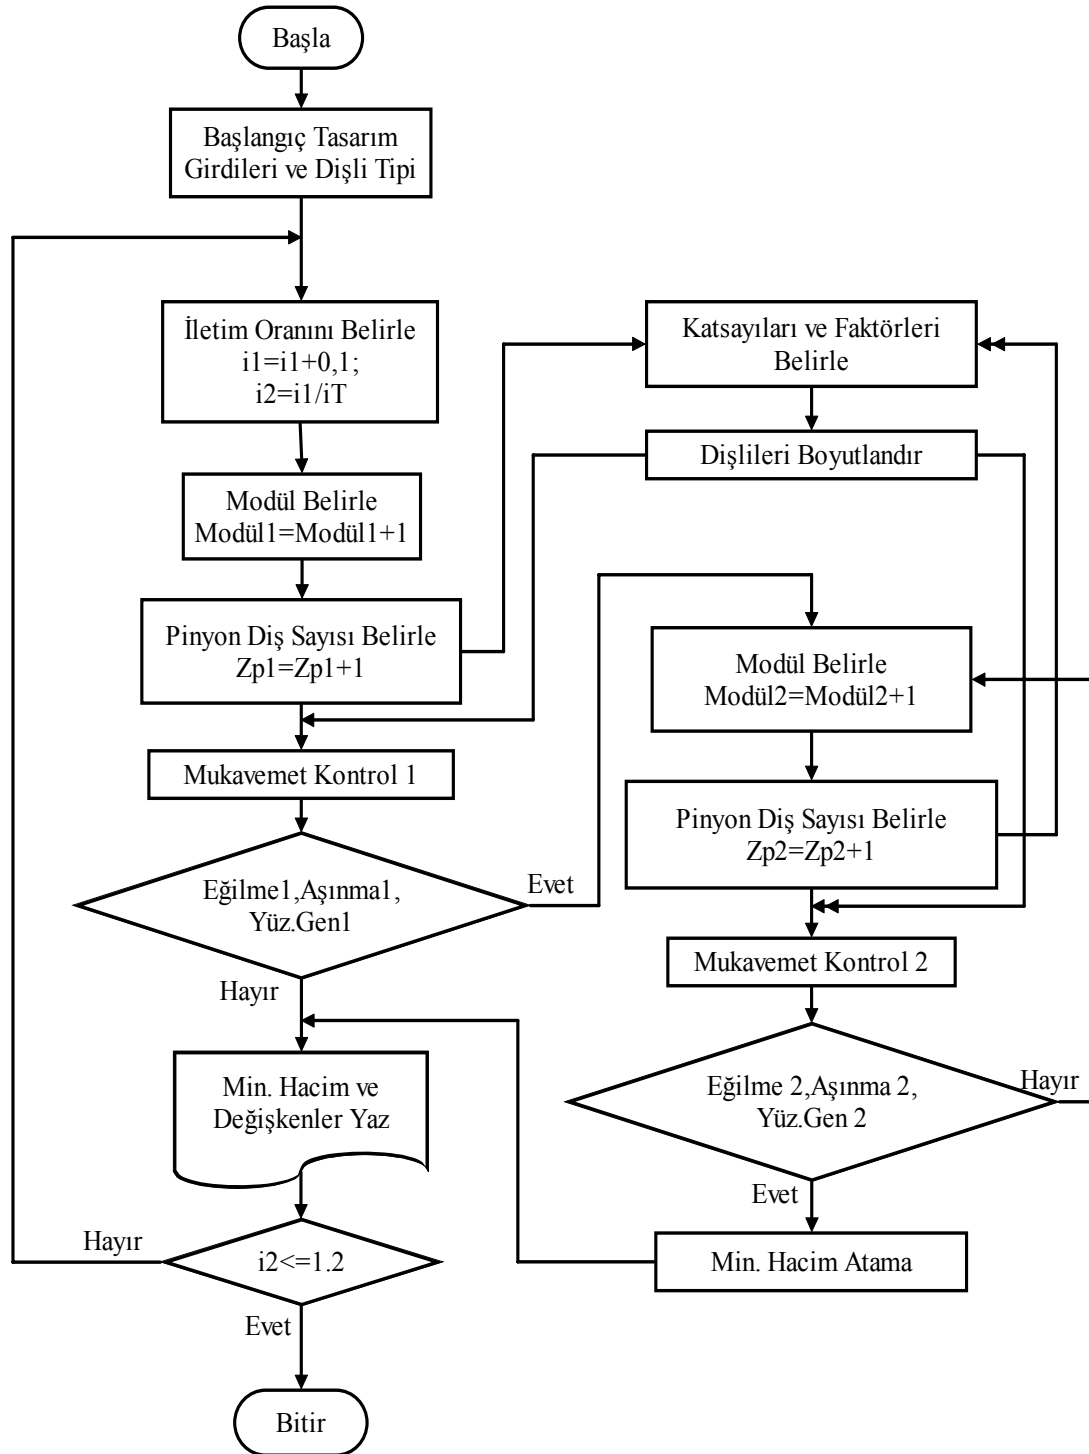 Başla
Başlangıç Tasarım
Girdileri ve Dişli Tipi
İletim Oranını Belirle
i1=i1+0,1;
i2=i1/iT
Modül Belirle
Modül1=Modül1+1
Pinyon Diş Sayısı Belirle
Zp1=Zp1+1
Mukavemet Kontrol 1
Eğilme1,Aşınma1,
Yüz.Gen1
Evet
Hayır
Min. Hacim ve
Değişkenler Yaz
Hayır
i2<=1.2
Evet
Bitir
Katsayıları ve Faktörleri
Belirle
Dişlileri Boyutlandır
Modül Belirle
Modül2=Modül2+1
Pinyon Diş Sayısı Belirle
Zp2=Zp2+1
Mukavemet Kontrol 2
Eğilme 2,Aşınma 2,
Yüz.Gen 2
Hayır
Evet
Min. Hacim Atama